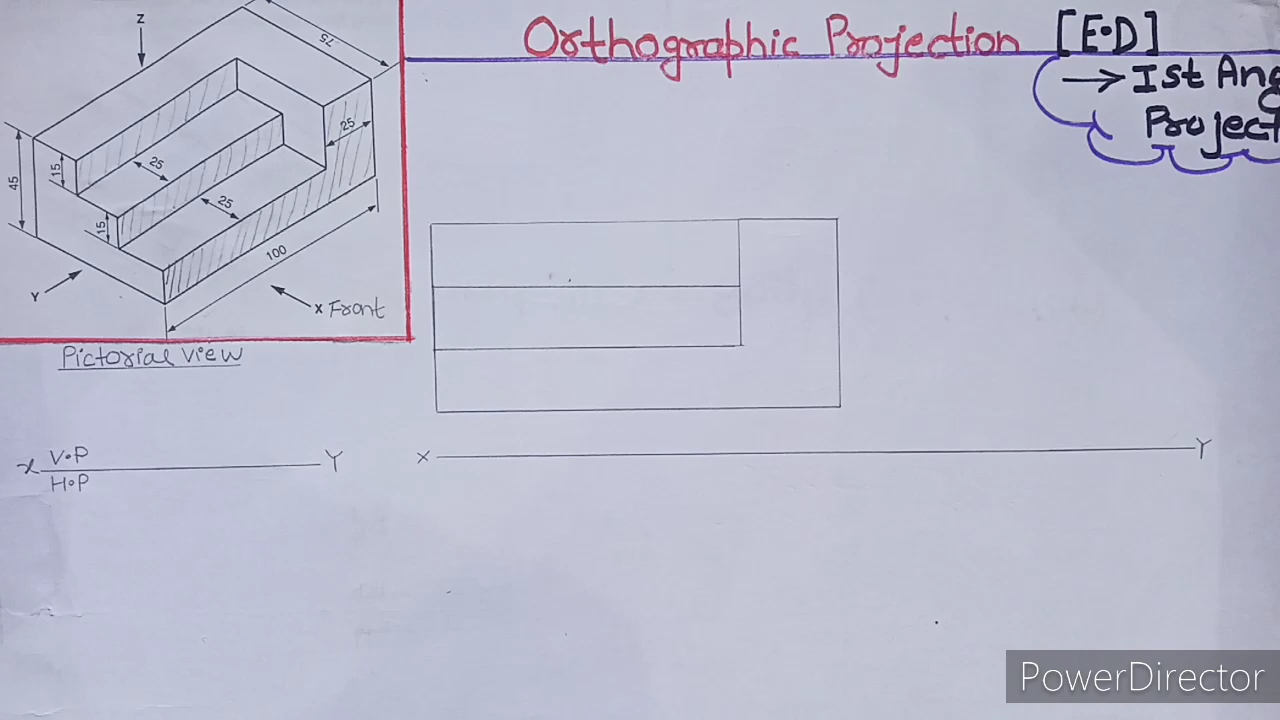 Orthographic Projection [E.D]
→ Ist Ang
Project
Z
75
25
25
25
15
15
45
100
Y
X Front
Pictorial View
X V.P Y
H.P
X Y
PowerDirector